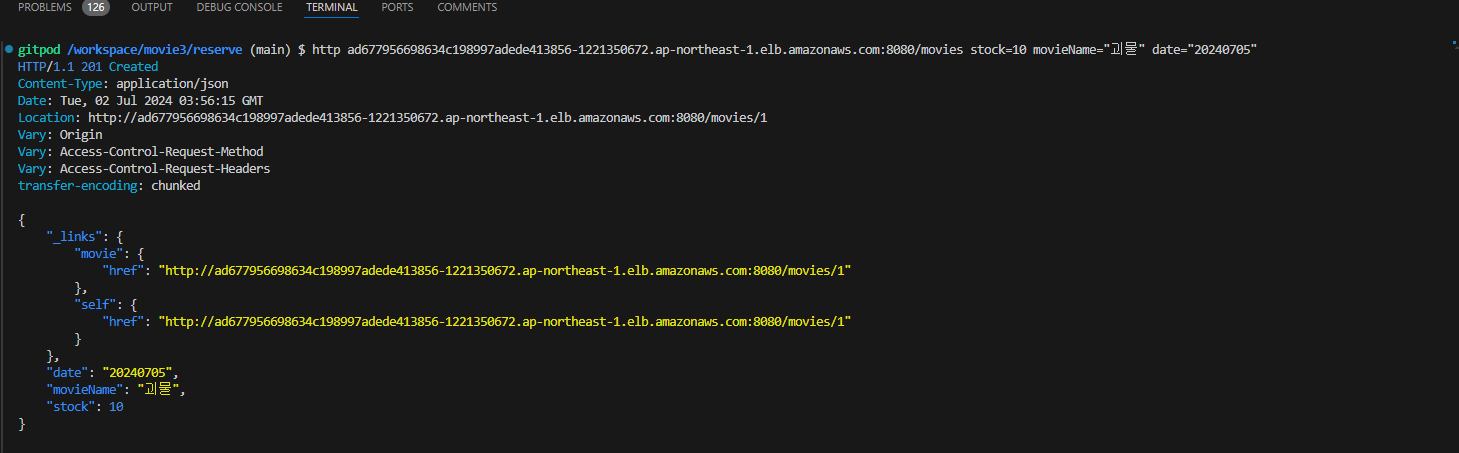 PROBLEMS 126 OUTPUT DEBUG CONSOLE TERMINAL PORTS COMMENTS
gitpod /workspace/movie3/reserve (main) $ http ad677956698634c198997adede413856-1221350672.ap-northeast-1.elb.amazonaws.com:8080/movies stock=10 movieName="괴물" date="20240705"
HTTP/1.1 201 Created
Content-Type: application/json
Date: Tue, 02 Jul 2024 03:56:15 GMT
Location: http://ad677956698634c198997adede413856-1221350672.ap-northeast-1.elb.amazonaws.com:8080/movies/1
Vary: Origin
Vary: Access-Control-Request-Method
Vary: Access-Control-Request-Headers
transfer-encoding: chunked
{
    "_links": {
        "movie": {
            "href": "http://ad677956698634c198997adede413856-1221350672.ap-northeast-1.elb.amazonaws.com:8080/movies/1"
        },
        "self": {
            "href": "http://ad677956698634c198997adede413856-1221350672.ap-northeast-1.elb.amazonaws.com:8080/movies/1"
        }
    },
    "date": "20240705",
    "movieName": "괴물",
    "stock": 10
}